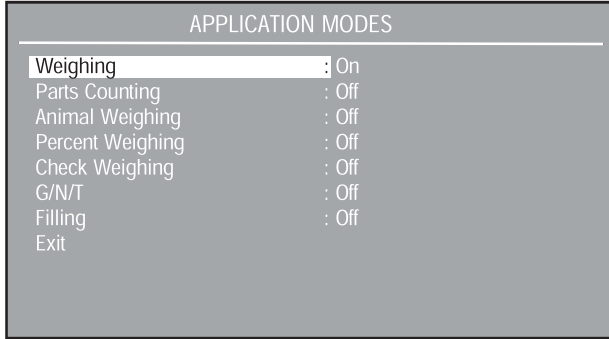 APPLICATION MODES
Weighing : On
Parts Counting : Off
Animal Weighing : Off
Percent Weighing : Off
Check Weighing : Off
G/N/T : Off
Filling : Off
Exit